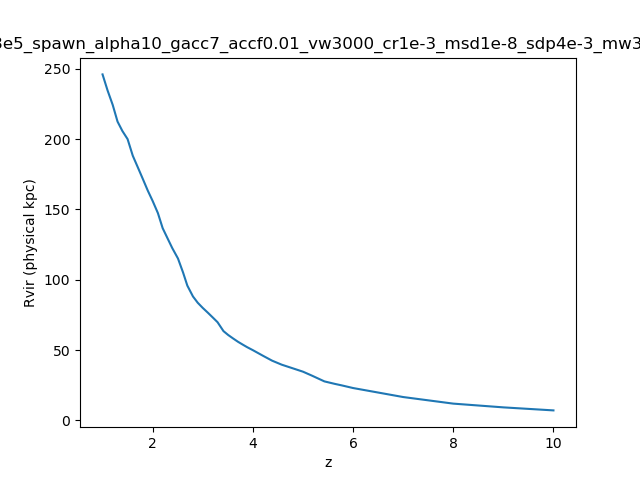 3e5_spawn_alpha10_gacc7_accf0.01_vw3000_cr1e-3_msd1e-8_sdp4e-3_mw3
Rvir (physical kpc)
250
200
150
100
50
0
2 4 6 8 10
z